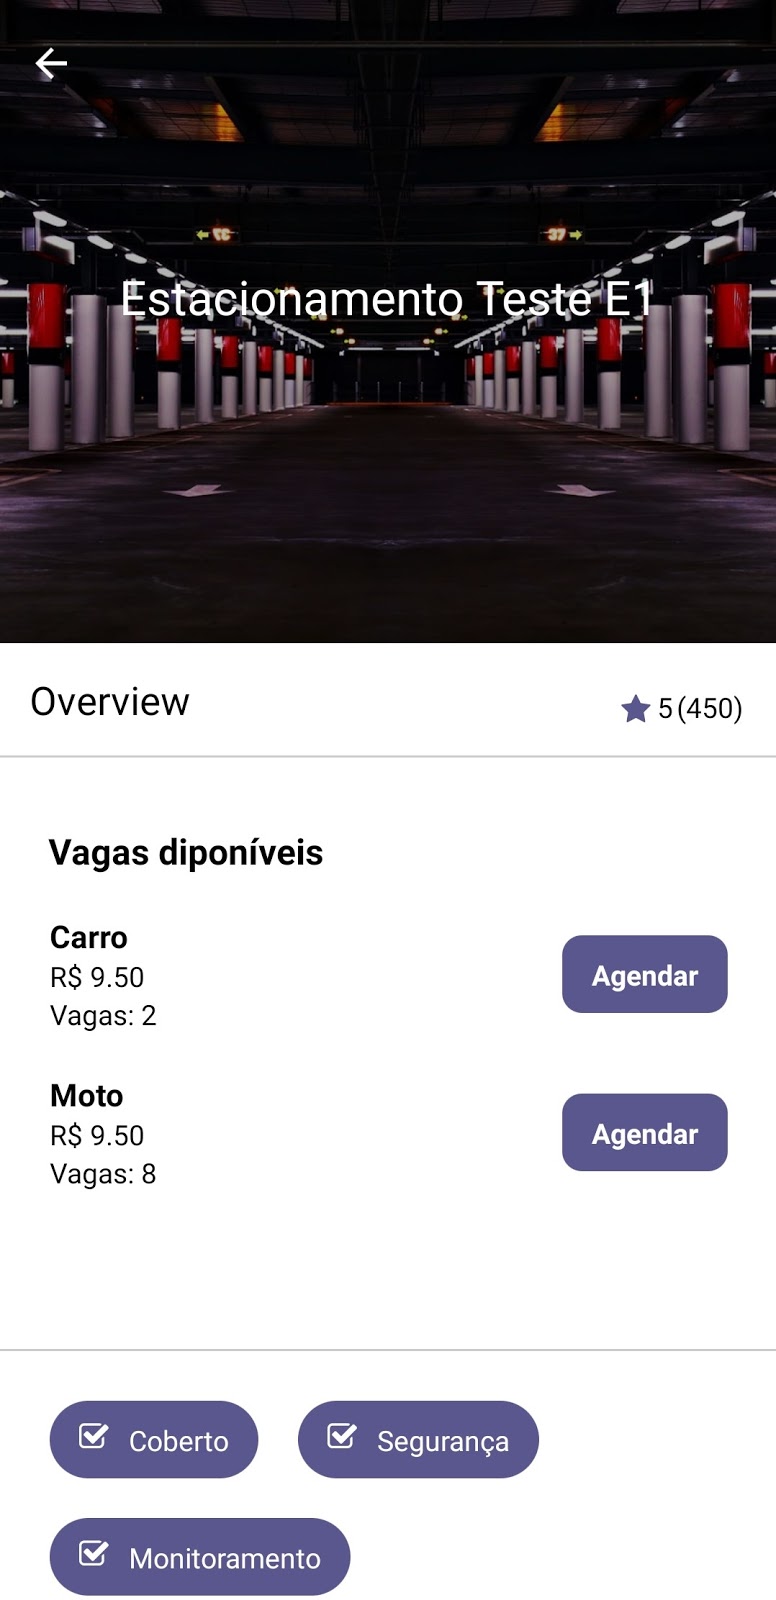 37
Estacionamento Teste E1
Overview
5 (450)
Vagas diponíveis
Carro
R$ 9.50
Vagas: 2
Agendar
Moto
R$ 9.50
Vagas: 8
Agendar
Coberto
Segurança
Monitoramento